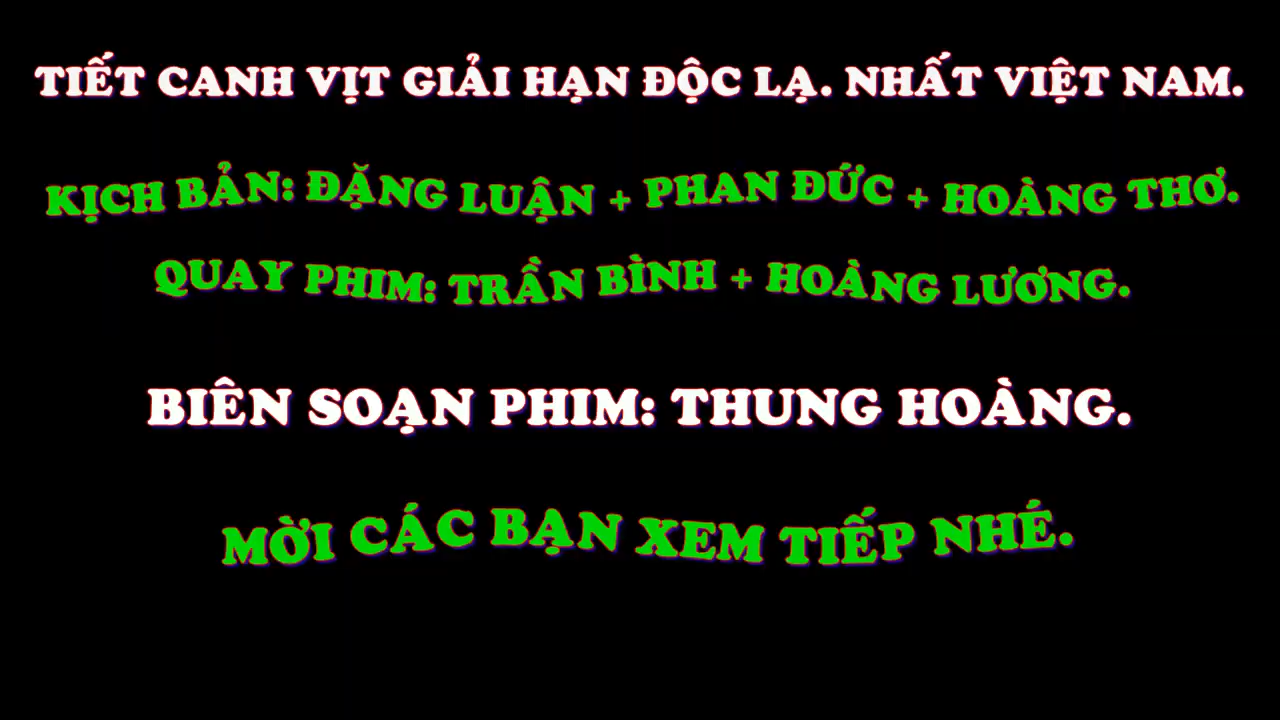 TIẾT CANH VỊT GIẢI HẠN ĐỘC LẠ. NHẤT VIỆT NAM.
KỊCH BẢN: ĐẶNG LUẬN + PHAN ĐỨC + HOÀNG THƠ.
QUAY PHIM: TRẦN BÌNH + HOÀNG LƯƠNG.
BIÊN SOẠN PHIM: THUNG HOÀNG.
MỜI CÁC BẠN XEM TIẾP NHÉ.